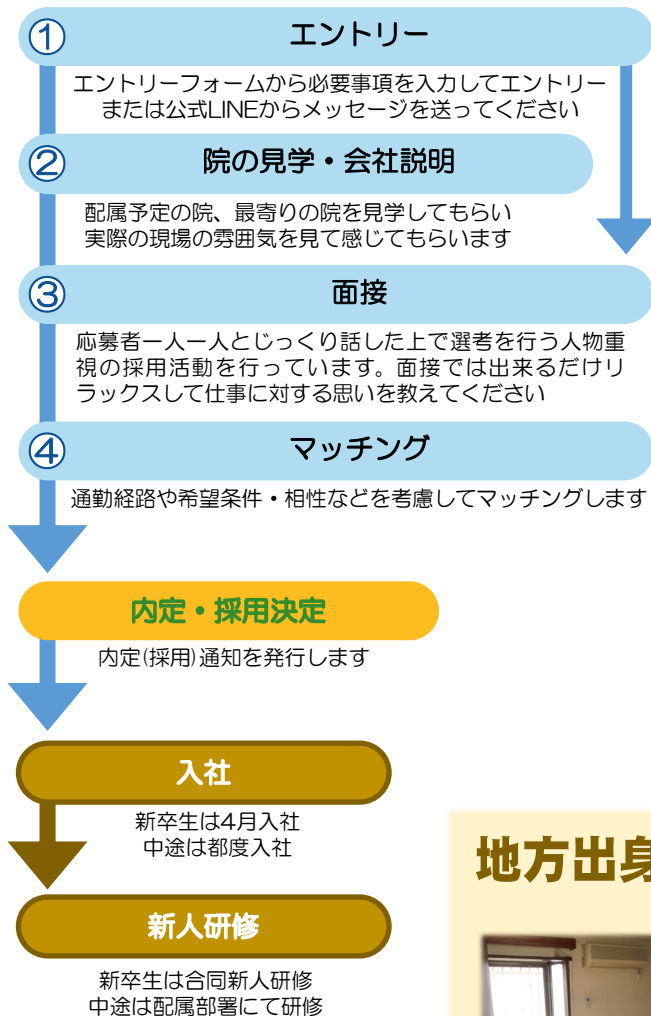 ① エントリー
エントリーフォームから必要事項を入力してエントリー
または公式LINEからメッセージを送ってください
② 院の見学・会社説明
配属予定の院、最寄りの院を見学してもらい
実際の現場の雰囲気を見て感じてもらいます
③ 面接
応募者一人一人とじっくり話した上で選考を行う人物重
視の採用活動を行っています。面接では出来るだけリ
ラックスして仕事に対する思いを教えてください
④ マッチング
通勤経路や希望条件・相性などを考慮してマッチングします
内定・採用決定
内定(採用)通知を発行します
入社
新卒生は4月入社
中途は都度入社
新人研修
新卒生は合同新人研修
中途は配属部署にて研修
地方出身